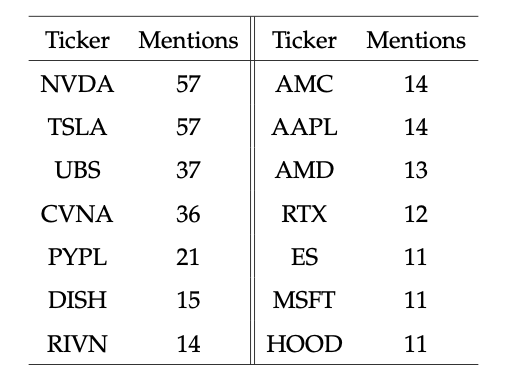 Ticker Mentions Ticker Mentions
NVDA 57 AMC 14
TSLA 57 AAPL 14
UBS 37 AMD 13
CVNA 36 RTX 12
PYPL 21 ES 11
DISH 15 MSFT 11
RIVN 14 HOOD 11